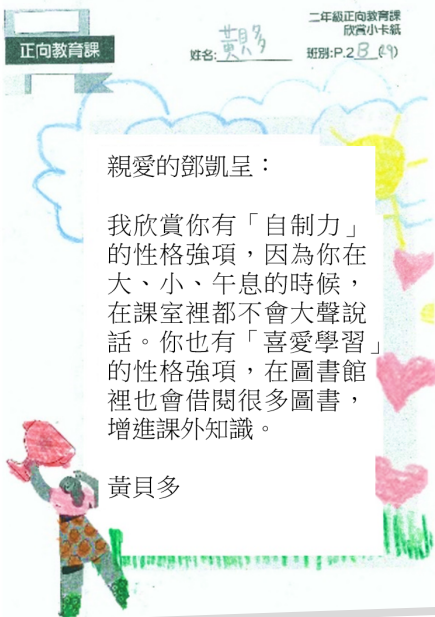 二年級正向教育課
欣賞小卡紙
正向教育課
姓名: 黃貝多
班別:P.2 B (29)
親愛的鄧凱呈：
我欣賞你有「自制力」
的性格強項，因為你在
大、小、午息的時候，
在課室裡都不會大聲說
話。你也有「喜愛學習」
的性格強項，在圖書館
裡也會借閱很多圖書，
增進課外知識。
黃貝多